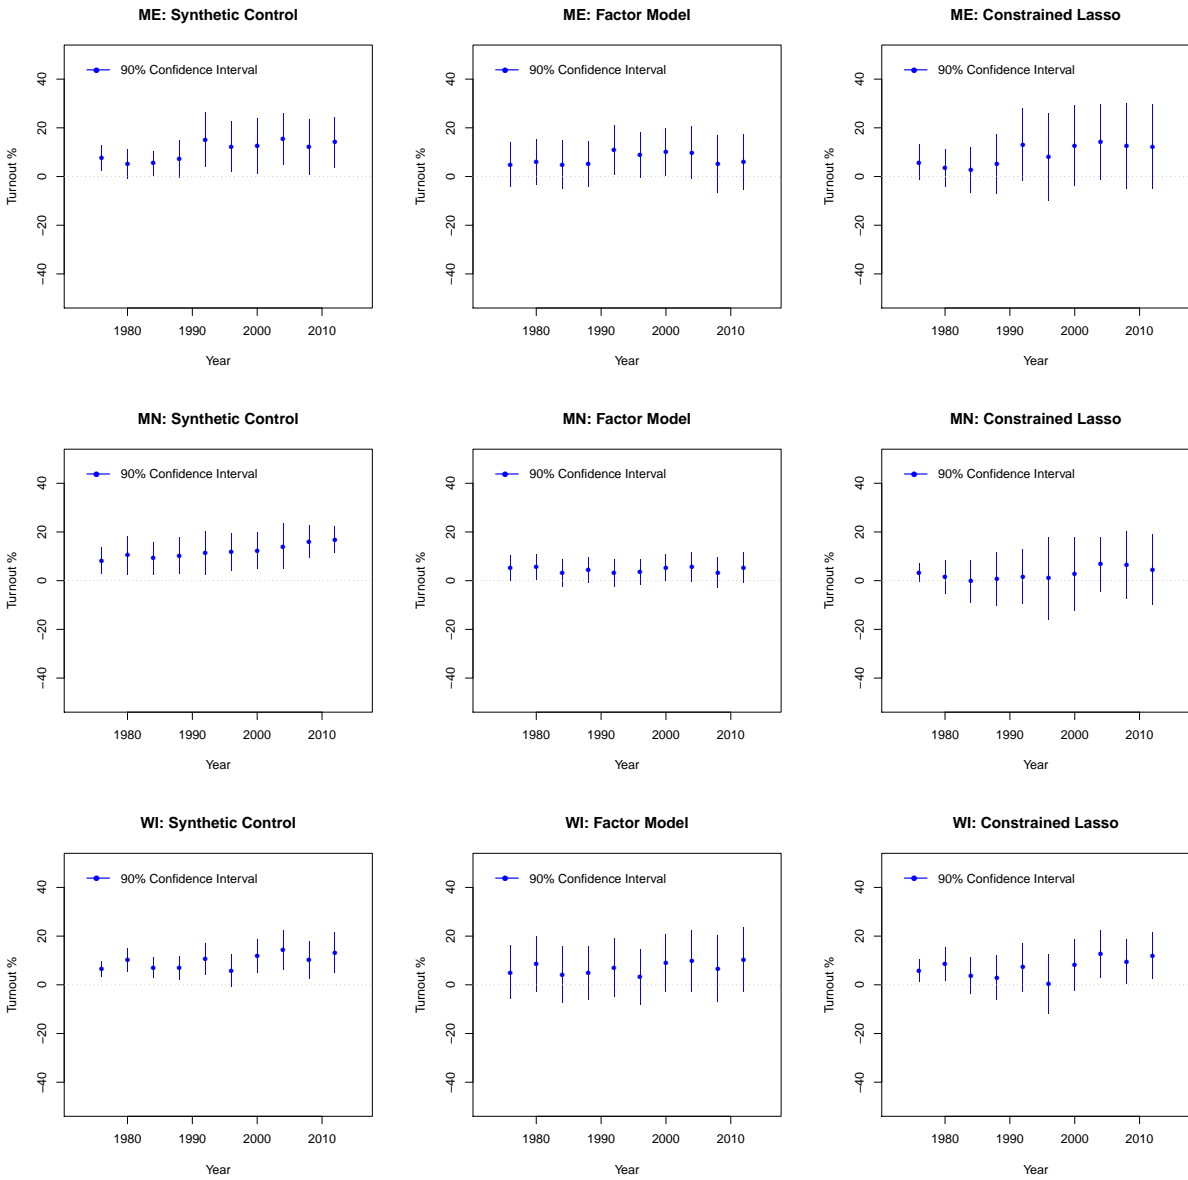 ME: Synthetic Control
90% Confidence Interval
Turnout %
40
20
0
−20
−40
1980 1990 2000 2010
Year
ME: Factor Model
90% Confidence Interval
Turnout %
40
20
0
−20
−40
1980 1990 2000 2010
Year
ME: Constrained Lasso
90% Confidence Interval
Turnout %
40
20
0
−20
−40
1980 1990 2000 2010
Year
MN: Synthetic Control
90% Confidence Interval
Turnout %
40
20
0
−20
−40
1980 1990 2000 2010
Year
MN: Factor Model
90% Confidence Interval
Turnout %
40
20
0
−20
−40
1980 1990 2000 2010
Year
MN: Constrained Lasso
90% Confidence Interval
Turnout %
40
20
0
−20
−40
1980 1990 2000 2010
Year
WI: Synthetic Control
90% Confidence Interval
Turnout %
40
20
0
−20
−40
1980 1990 2000 2010
Year
WI: Factor Model
90% Confidence Interval
Turnout %
40
20
0
−20
−40
1980 1990 2000 2010
Year
WI: Constrained Lasso
90% Confidence Interval
Turnout %
40
20
0
−20
−40
1980 1990 2000 2010
Year